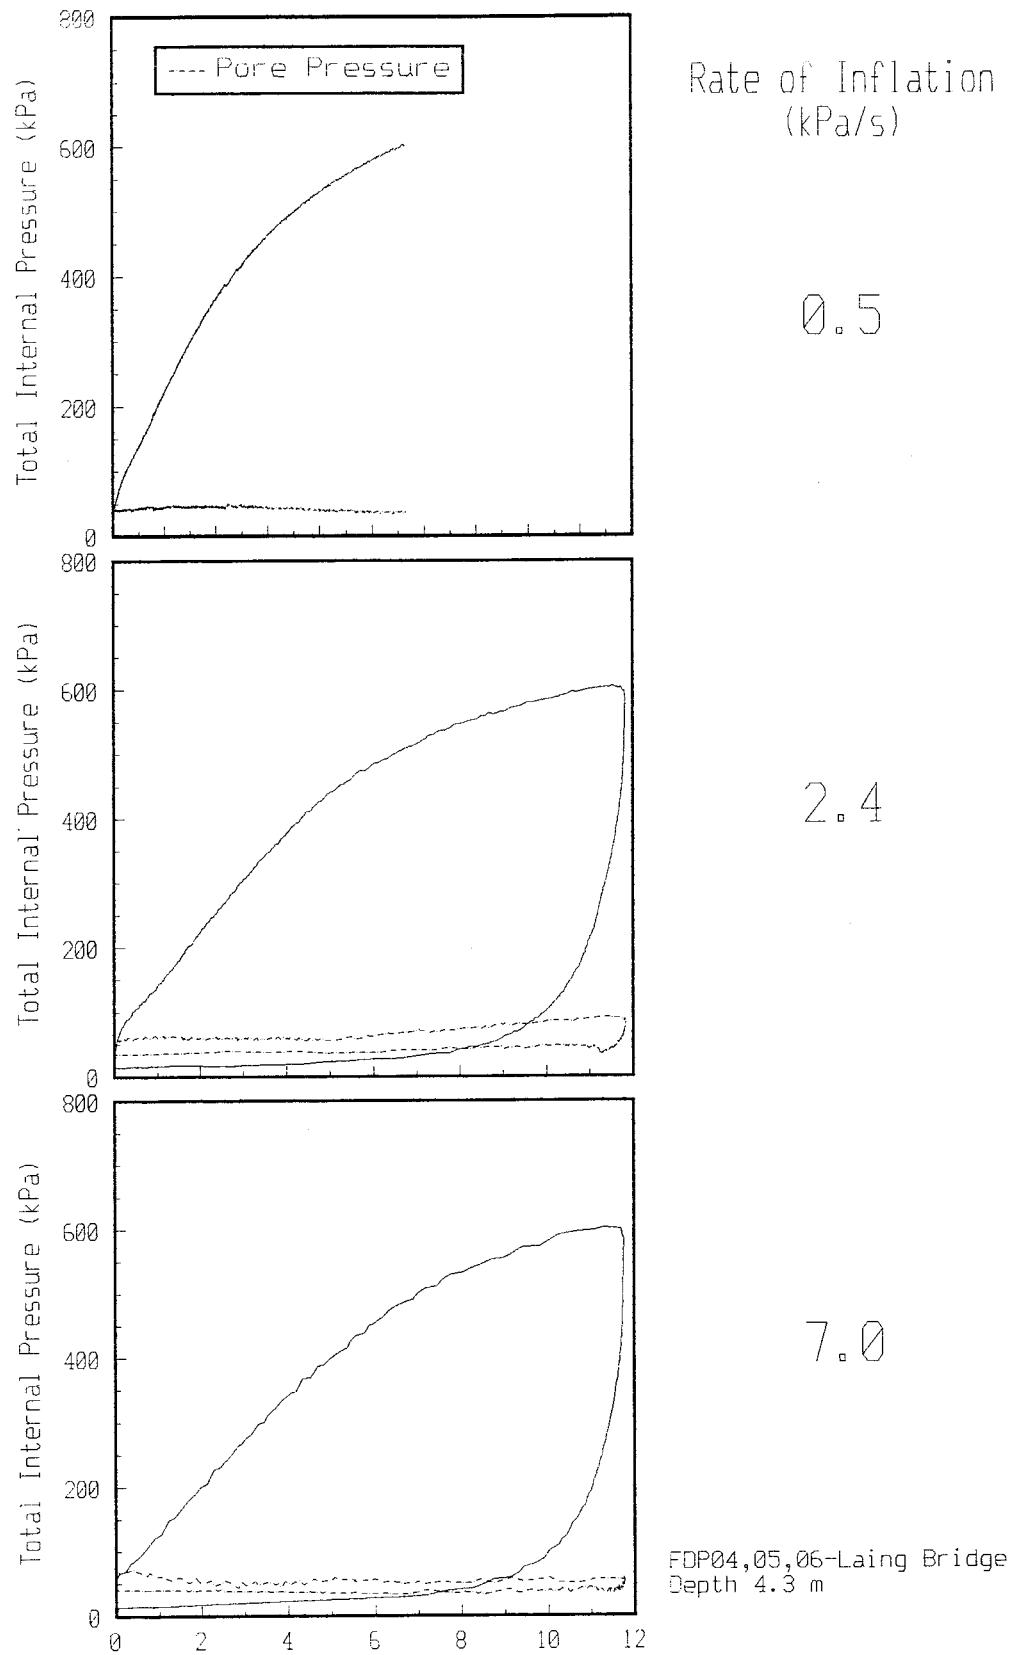 800
600
400
200
0
Total Internal Pressure (kPa)
---- Pore Pressure
Rate of Inflation
(kPa/s)
0.5
800
600
400
200
0
Total Internal Pressure (kPa)
2.4
800
600
400
200
0
Total Internal Pressure (kPa)
7.0
0 2 4 6 8 10 12
FDP04,05,06-Laing Bridge
Depth 4.3 m